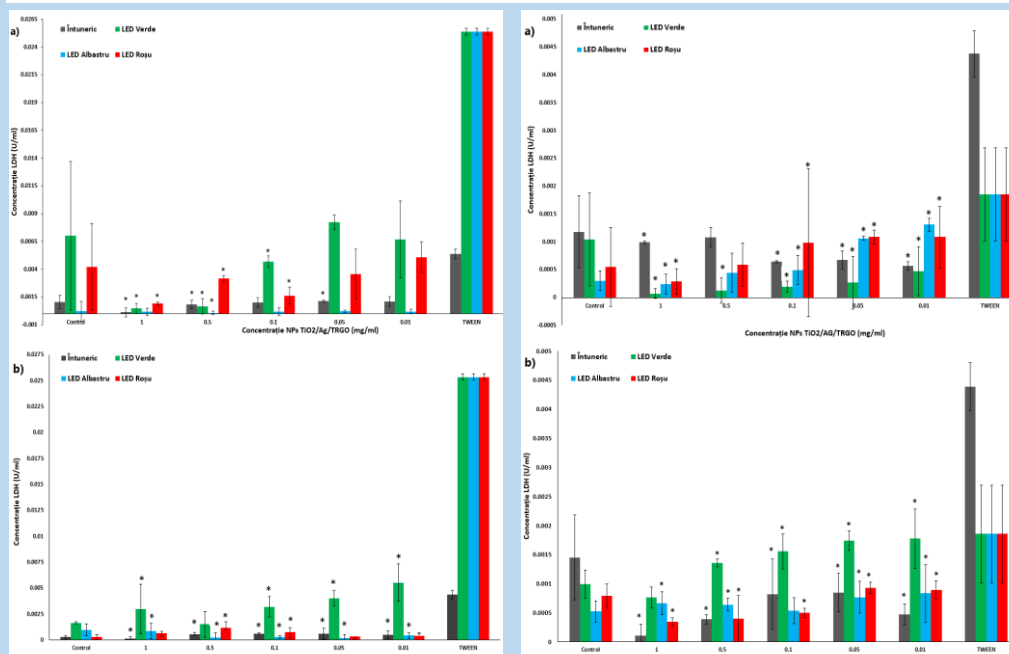 a)
Întuneric LED Verde
LED Albastru LED Roșu
Concentrație LDH (U/ml)
0.0265
0.024
0.0215
0.019
0.0165
0.014
0.0115
0.009
0.0065
0.004
0.0015
-0.001
* * * * * * * * * * * *
Control 1 0.5 0.1 0.05 0.01 TWEEN
Concentrație NPs TiO2/Ag/TRGO (mg/ml)
a)
Întuneric LED Verde
LED Albastru LED Roșu
Concentrație LDH (U/ml)
0.005
0.0045
0.004
0.0035
0.003
0.0025
0.002
0.0015
0.001
0.0005
0
-0.0005
* * * * * * * * * * * * * * * * *
Control 1 0.5 0.1 0.05 0.01 TWEEN
Concentrație NPs TiO2/AG/TRGO (mg/ml)
b)
Întuneric LED Verde
LED Albastru LED Roșu
Concentrație LDH (U/ml)
0.0275
0.025
0.0225
0.02
0.0175
0.015
0.0125
0.01
0.0075
0.005
0.0025
0
* * * * * * * * * * * * * * * *
Control 1 0.5 0.1 0.05 0.01 TWEEN
b)
Întuneric LED Verde
LED Albastru LED Roșu
Concentrație LDH (U/ml)
0.005
0.0045
0.004
0.0035
0.003
0.0025
0.002
0.0015
0.001
0.0005
0
* * * * * * * * * * * * * * * * * * *
Control 1 0.5 0.1 0.05 0.01 TWEEN